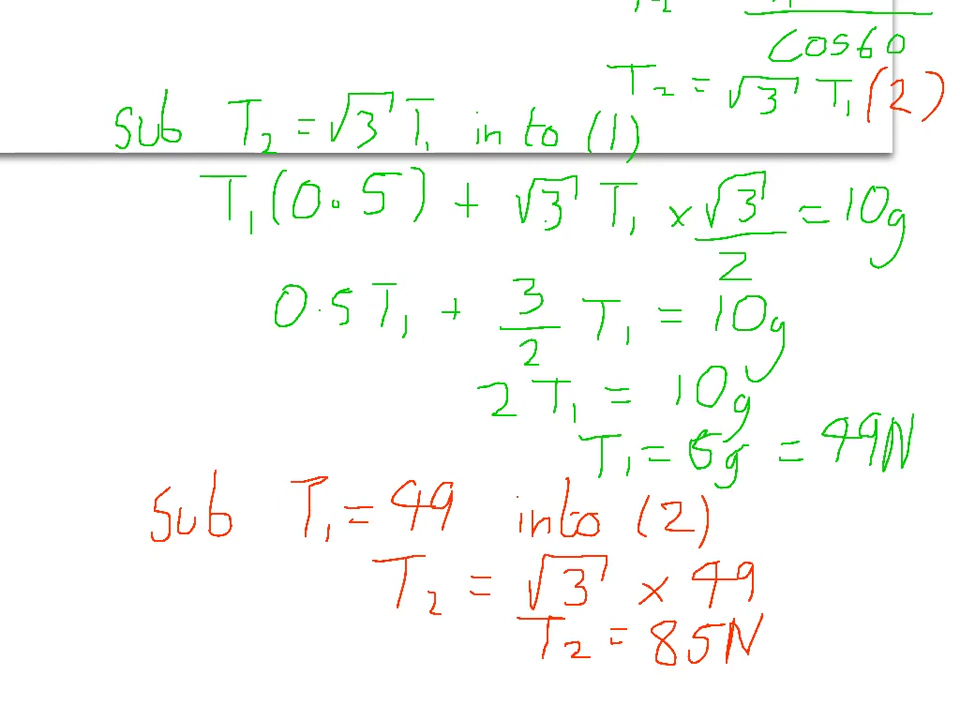 cos60
T₂ = √3 T₁ (2)
sub T₂ = √3 T₁ into (1)
T₁(0.5) + √3 T₁ × √3/2 = 10g
0.5T₁ + 3/2 T₁ = 10g
2T₁ = 10g
T₁ = 5g = 49N
Sub T₁ = 49 into (2)
T₂ = √3 × 49
T₂ = 85N